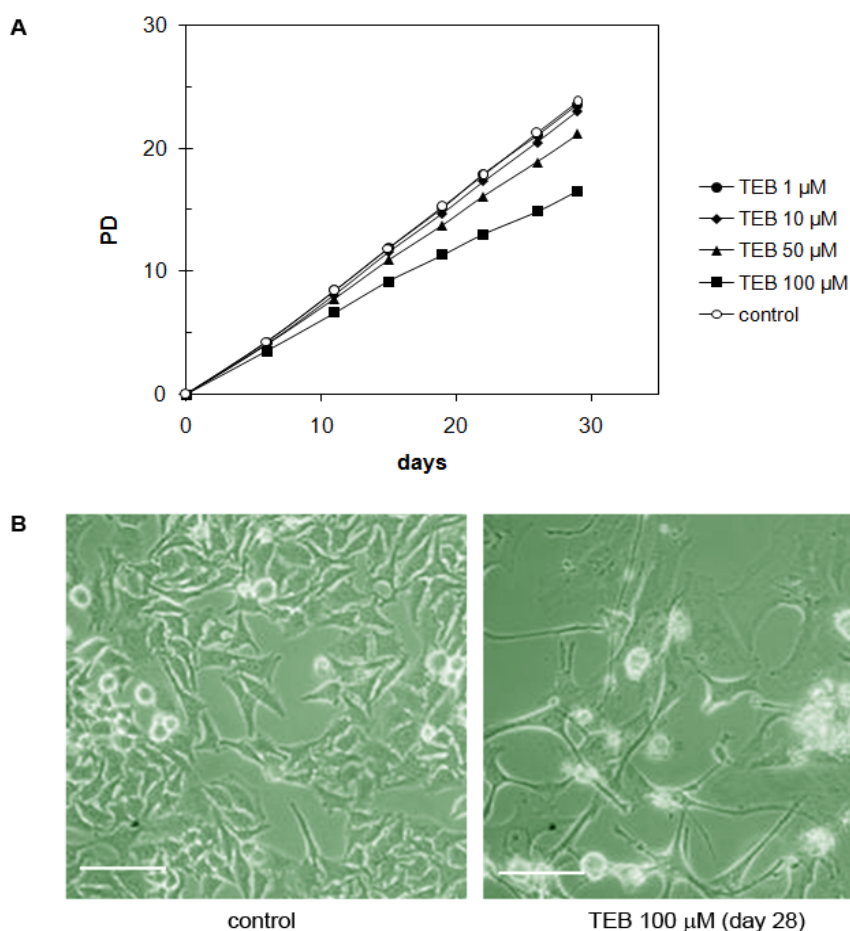 A
30
20
10
0
PD
0 10 20 30
days
TEB 1 µM
TEB 10 µM
TEB 50 µM
TEB 100 µM
control
B
control TEB 100 µM (day 28)